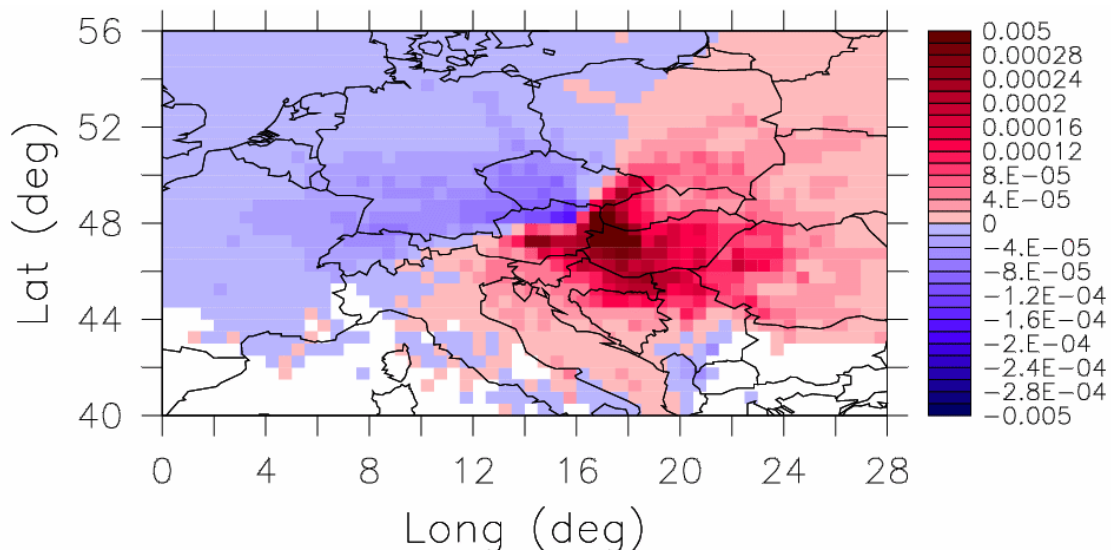 56
52
48
44
40
Lat (deg)
0 4 8 12 16 20 24 28
Long (deg)
0.005
0.00028
0.00024
0.0002
0.00016
0.00012
8.E-05
4.E-05
0
-4.E-05
-8.E-05
-1.2E-04
-1.6E-04
-2.E-04
-2.4E-04
-2.8E-04
-0.005